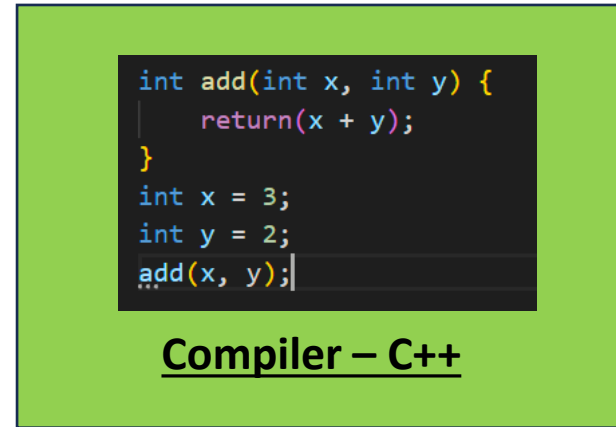 int add(int x, int y) {
    return(x + y);
}
int x = 3;
int y = 2;
add(x, y);
Compiler – C++